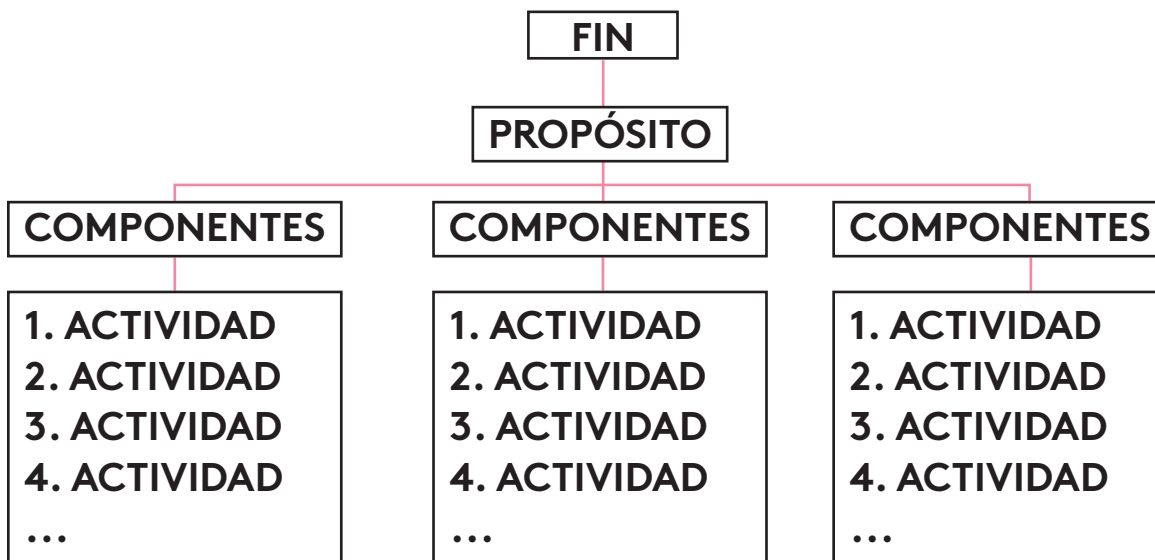 FIN
PROPÓSITO
COMPONENTES
COMPONENTES
COMPONENTES
1. ACTIVIDAD
2. ACTIVIDAD
3. ACTIVIDAD
4. ACTIVIDAD
...
1. ACTIVIDAD
2. ACTIVIDAD
3. ACTIVIDAD
4. ACTIVIDAD
...
1. ACTIVIDAD
2. ACTIVIDAD
3. ACTIVIDAD
4. ACTIVIDAD
...